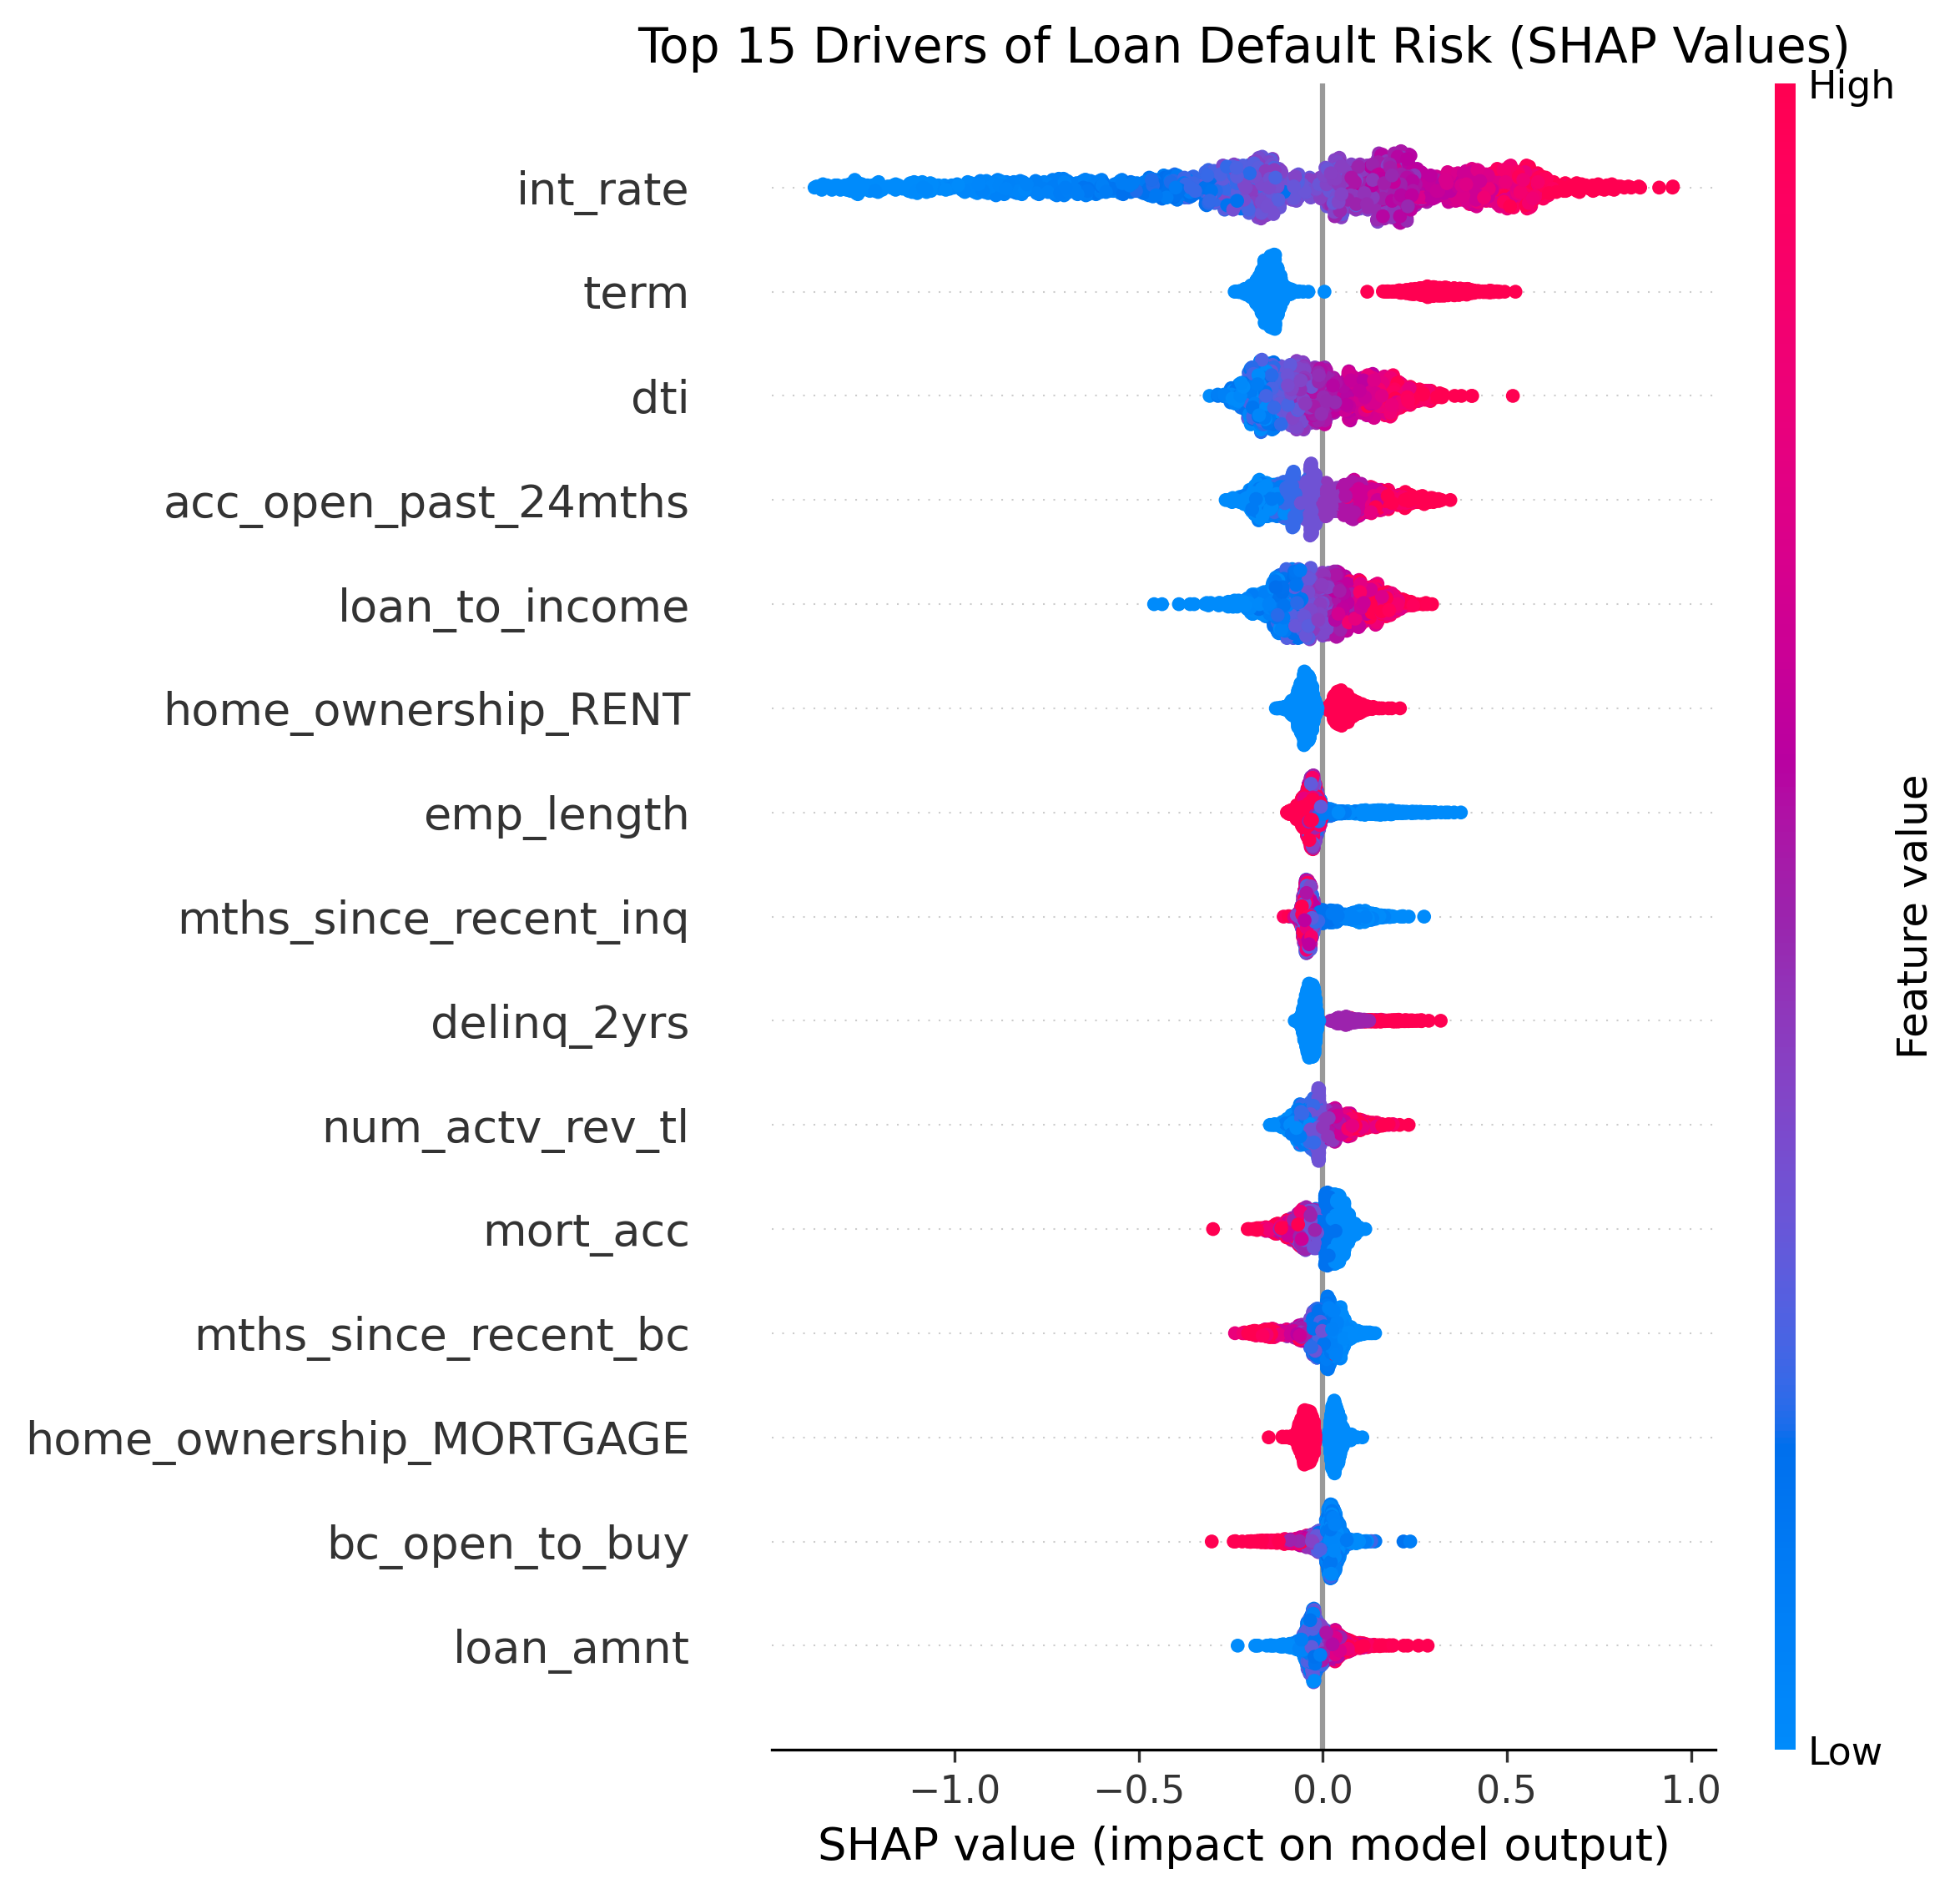 Top 15 Drivers of Loan Default Risk (SHAP Values)
High
int_rate
term
dti
acc_open_past_24mths
loan_to_income
home_ownership_RENT
emp_length
mths_since_recent_inq
delinq_2yrs
num_actv_rev_tl
mort_acc
mths_since_recent_bc
home_ownership_MORTGAGE
bc_open_to_buy
loan_amnt
Feature value
Low
−1.0 −0.5 0.0 0.5 1.0
SHAP value (impact on model output)